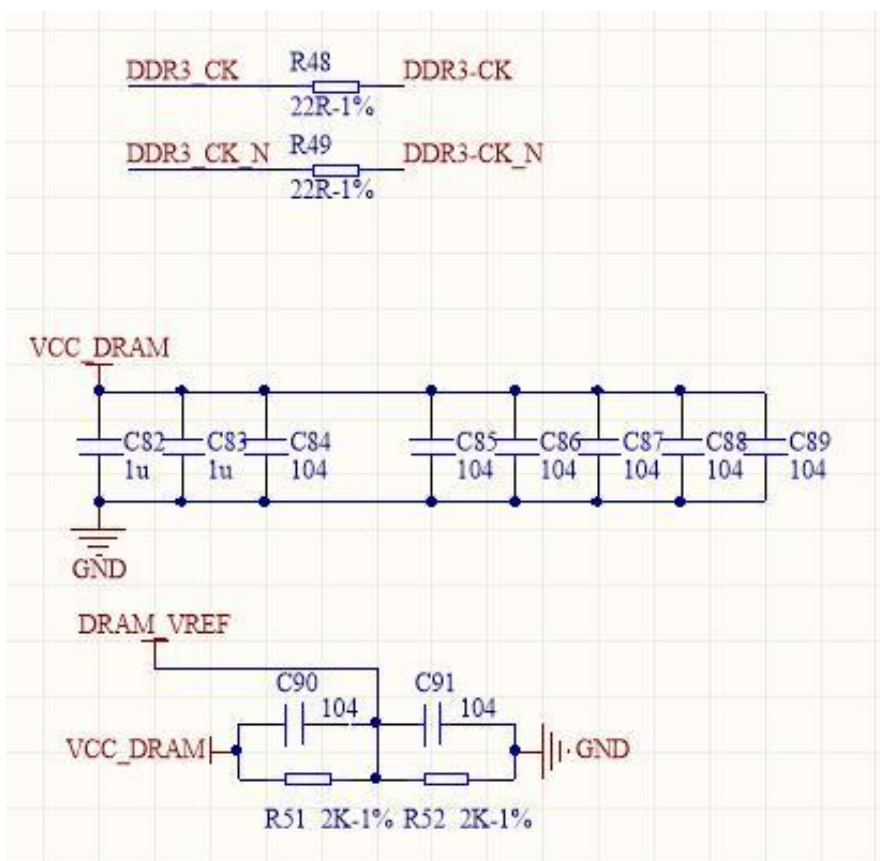 DDR3_CK R48 DDR3-CK
22R-1%
DDR3_CK_N R49 DDR3-CK_N
22R-1%
VCC_DRAM
C82 C83 C84 C85 C86 C87 C88 C89
1u 1u 104 104 104 104 104 104
GND
DRAM_VREF
C90 C91
104 104
VCC_DRAM GND
R51 2K-1% R52 2K-1%